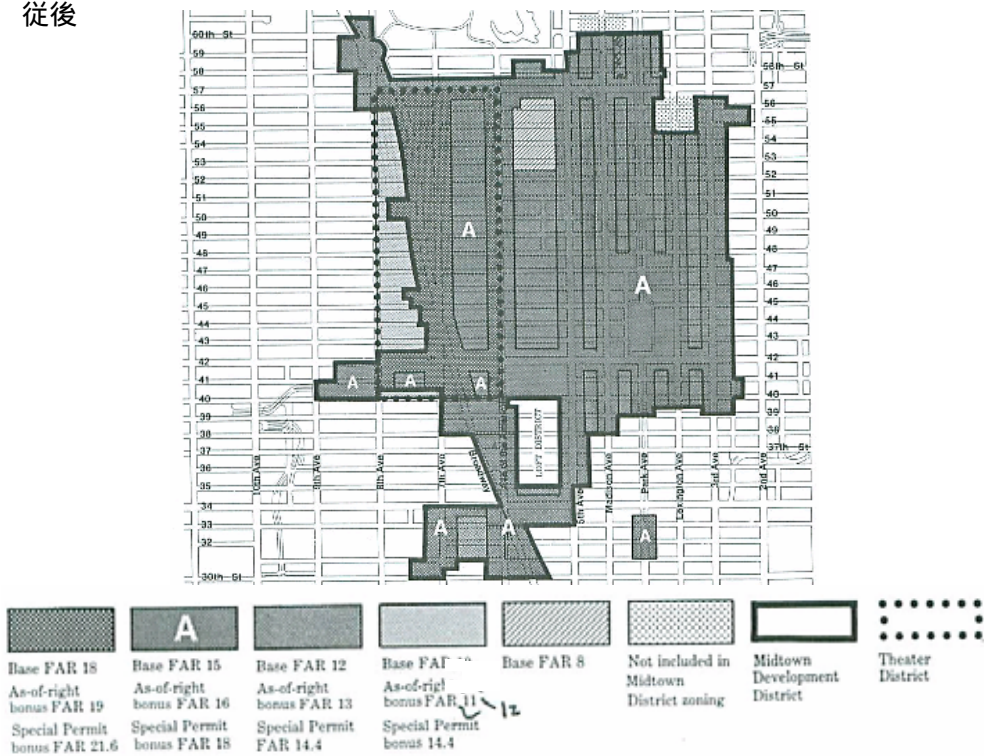 従後
60th St
59
58
57
56
55
54
53
52
51
50
49
48
47
46
45
44
43
42
41
40
39
38
37
36
35
34
33
32
30th St
58th St
56
55
54
53
52
51
50
49
48
47
46
45
44
43
42
41
40
39
38
37th St
A
A
A
A
A
A
A
A
LOFT DISTRICT
10th Ave
9th Ave
8th Ave
7th Ave
Broadway
5th Ave
Madison Ave
Park Ave
Lexington Ave
3rd Ave
2nd Ave
A
Base FAR 18
As-of-right
bonus FAR 19
Special Permit
bonus FAR 21.6
Base FAR 15
As-of-right
bonus FAR 16
Special Permit
bonus FAR 18
Base FAR 12
As-of-right
bonus FAR 13
Special Permit
FAR 14.4
Base
As-of-
bonus FAR 11
12
Special Permit
bonus 14.4
Base FAR 8
Not included in
Midtown
District zoning
Midtown
Development
District
Theater
District